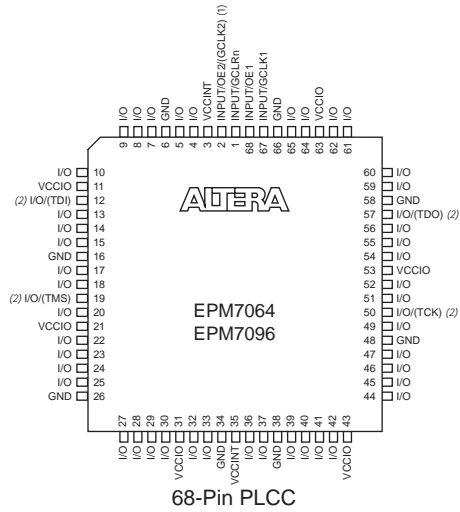 I/O I/O I/O GND I/O I/O VCCINT INPUT/OE2/(GCLK2) (1) INPUT/GCLRn INPUT/OE1 INPUT/GCLK1 GND I/O I/O VCCIO I/O I/O
9 8 7 6 5 4 3 2 1 68 67 66 65 64 63 62 61
I/O 10
VCCIO 11
(2) I/O/(TDI) 12
I/O 13
I/O 14
I/O 15
GND 16
I/O 17
I/O 18
(2) I/O/(TMS) 19
I/O 20
VCCIO 21
I/O 22
I/O 23
I/O 24
I/O 25
GND 26
ALTERA
EPM7064
EPM7096
60 I/O
59 I/O
58 GND
57 I/O/(TDO) (2)
56 I/O
55 I/O
54 I/O
53 VCCIO
52 I/O
51 I/O
50 I/O/(TCK) (2)
49 I/O
48 GND
47 I/O
46 I/O
45 I/O
44 I/O
27 28 29 30 31 32 33 34 35 36 37 38 39 40 41 42 43
I/O I/O I/O I/O VCCIO I/O I/O GND VCCINT I/O I/O GND I/O I/O I/O I/O VCCIO
68-Pin PLCC